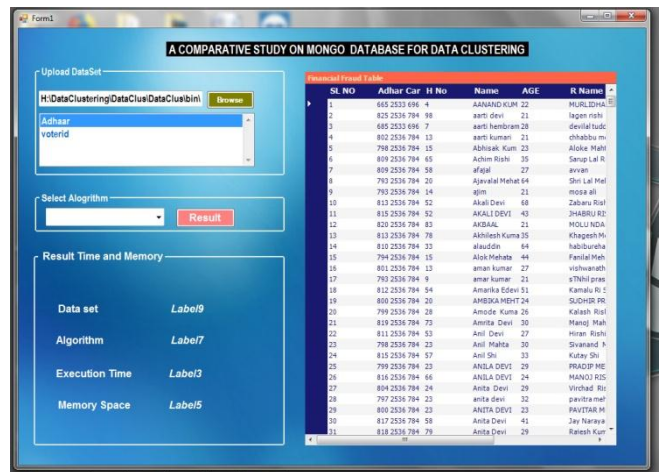 Form1
A COMPARATIVE STUDY ON MONGO DATABASE FOR DATA CLUSTERING
Upload DataSet
H:\DataClustering\DataClus\DataClus\bin\
Browse
Adhaar
voterid
Select Alogrithm
Result
Result Time and Memory
Data set Label9
Algorithm Label7
Execution Time Label3
Memory Space Label5
Financial Fraud Table
SL NO Adhar Car H No Name AGE R Name
1 665 2533 696 4 AANAND KUM 22 MURLIDHA
2 825 2536 784 98 aarti devi 21 lagen rishi
3 685 2533 696 7 aarti hembram 28 devilal tudd
4 802 2536 784 13 aarti kumari 21 chhabbu m
5 798 2536 784 15 Abhisak Kum 23 Aloke Maht
6 809 2536 784 65 Achim Rishi 35 Sarup Lal R
7 809 2536 784 58 afajal 27 avvan
8 793 2536 784 20 Ajavalal Mehat 64 Shri Lal Mel
9 793 2536 784 14 ajim 21 mosa ali
10 813 2536 784 52 Akali Devi 68 Zabaru Rish
11 815 2536 784 52 AKALI DEVI 43 JHABRU RI
12 820 2536 784 83 AKBAAL 21 MOLU NDA
13 813 2536 784 78 Akhilesh Kuma 35 Khagesh M
14 810 2536 784 33 alauddin 64 habibureha
15 794 2536 784 15 Alok Mehata 44 Fanilal Meh
16 801 2536 784 13 aman kumar 27 vishwanath
17 793 2536 784 9 amar kumar 21 sTNhil pras
18 812 2536 784 54 Amarika Edevi 51 Kamalu Ri
19 800 2536 784 20 AMBIKA MEHT 24 SUDHIR PR
20 799 2536 784 28 Amode Kuma 26 Kalash Rish
21 819 2536 784 73 Amrita Devi 30 Manoj Mah
22 811 2536 784 53 Anil Devi 27 Hiran Rishi
23 798 2536 784 23 Anil Mahta 30 Sivanand
24 815 2536 784 57 Anil Shi 33 Kutay Shi
25 799 2536 784 23 ANILA DEVI 29 PRADIP ME
26 816 2536 784 66 ANILA DEVI 24 MANOJ RIS
27 804 2536 784 24 Anita Devi 29 Virchad Ris
28 797 2536 784 23 anita devi 32 pavitra meh
29 800 2536 784 23 ANITA DEVI 23 PAVITAR M
30 817 2536 784 58 Anita Devi 41 Jay Naraya
31 818 2536 784 79 Anita Devi 29 Rajesh Kum